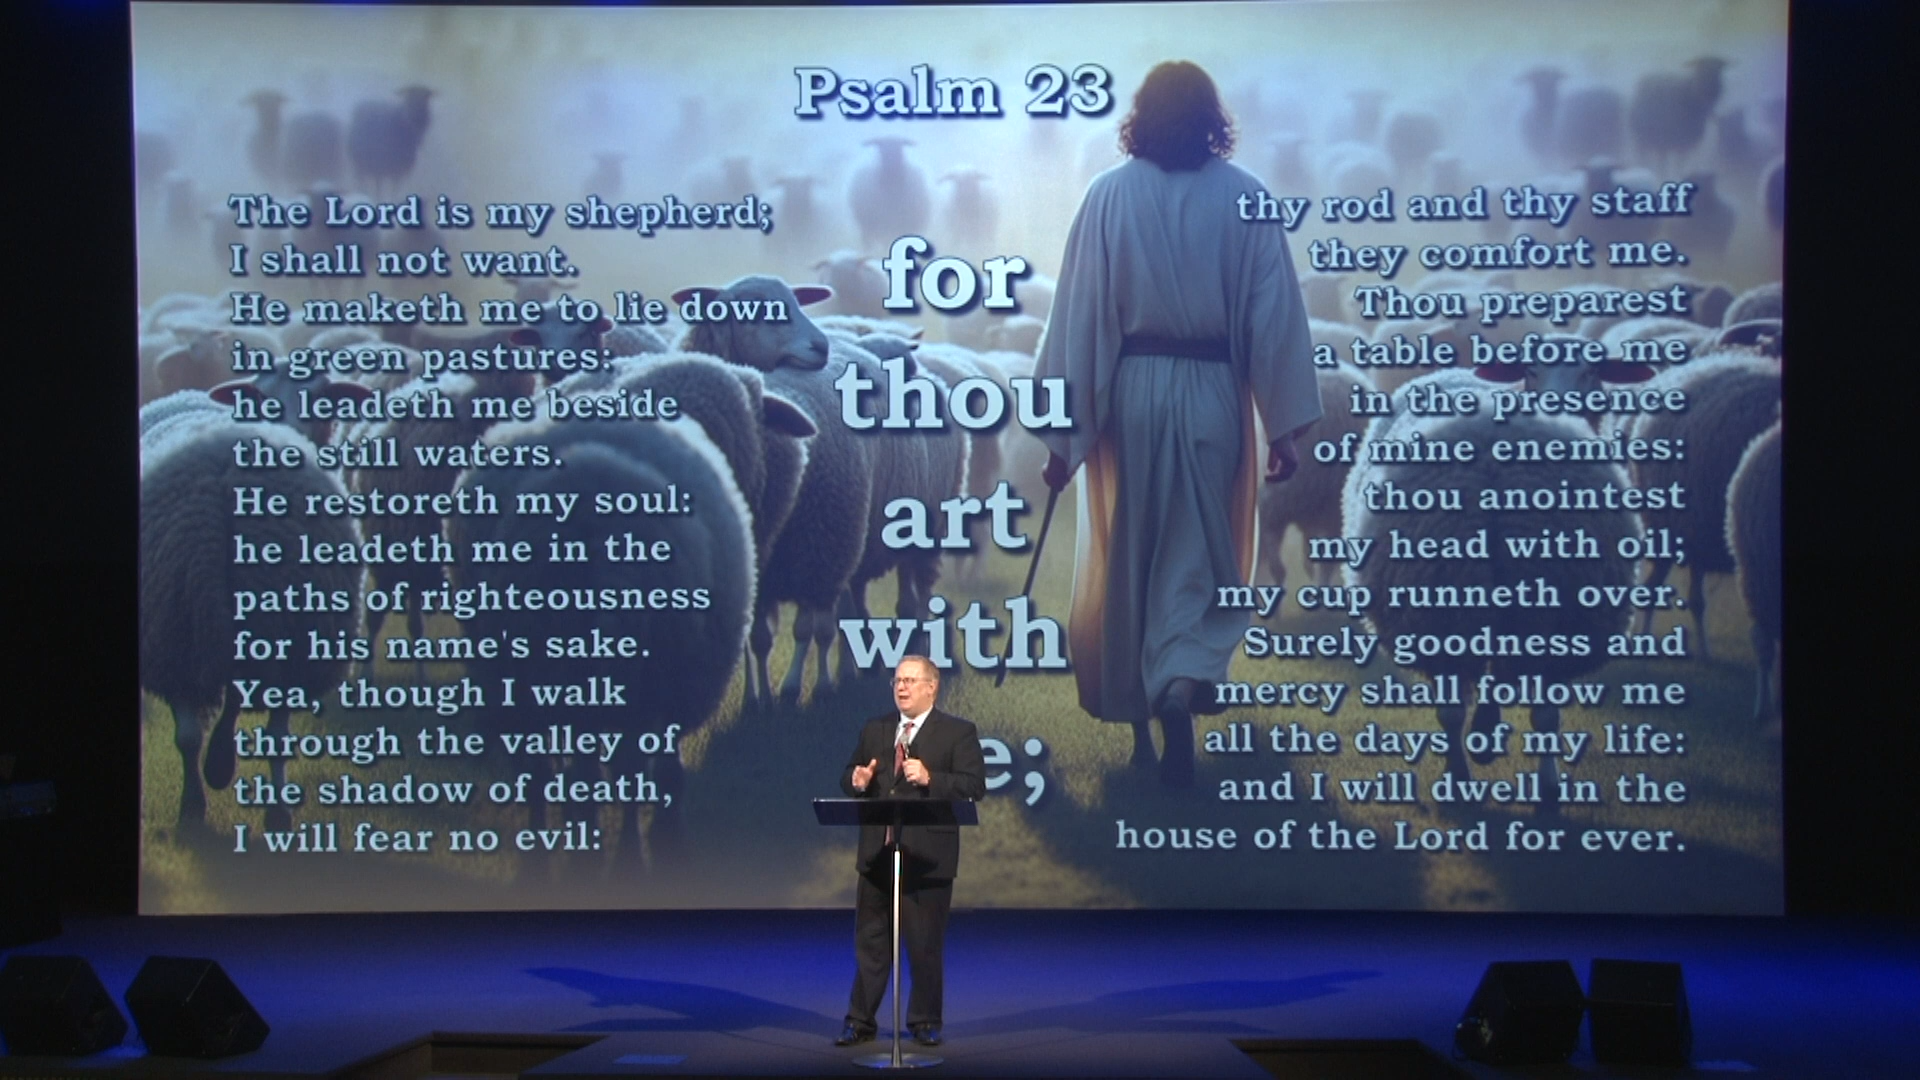 Psalm 23
The Lord is my shepherd;
I shall not want.
He maketh me to lie down
in green pastures:
he leadeth me beside
the still waters.
He restoreth my soul:
he leadeth me in the
paths of righteousness
for his name's sake.
Yea, though I walk
through the valley of
the shadow of death,
I will fear no evil:
for
thou
art
with
e;
thy rod and thy staff
they comfort me.
Thou preparest
a table before me
in the presence
of mine enemies:
thou anointest
my head with oil;
my cup runneth over.
Surely goodness and
mercy shall follow me
all the days of my life:
and I will dwell in the
house of the Lord for ever.